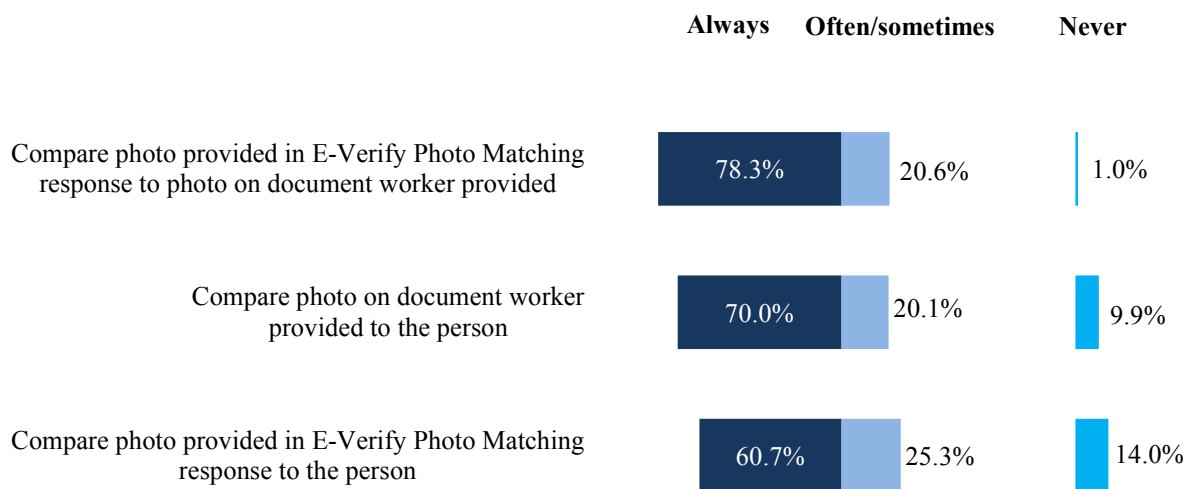 Always Often/sometimes Never
Compare photo provided in E-Verify Photo Matching
response to photo on document worker provided
78.3% 20.6% 1.0%
Compare photo on document worker
provided to the person
70.0% 20.1% 9.9%
Compare photo provided in E-Verify Photo Matching
response to the person
60.7% 25.3% 14.0%